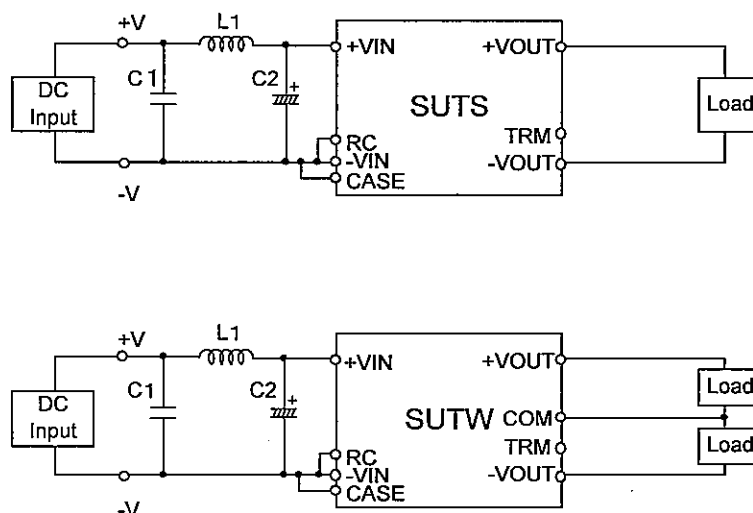 +V
L1
+VIN
+VOUT
DC
Input
C1
C2
+
SUTS
Load
RC
TRM
-VIN
-VOUT
CASE
-V
+V
L1
+VIN
+VOUT
DC
Input
C1
C2
+
SUTW
COM
Load
Load
RC
TRM
-VIN
-VOUT
CASE
-V